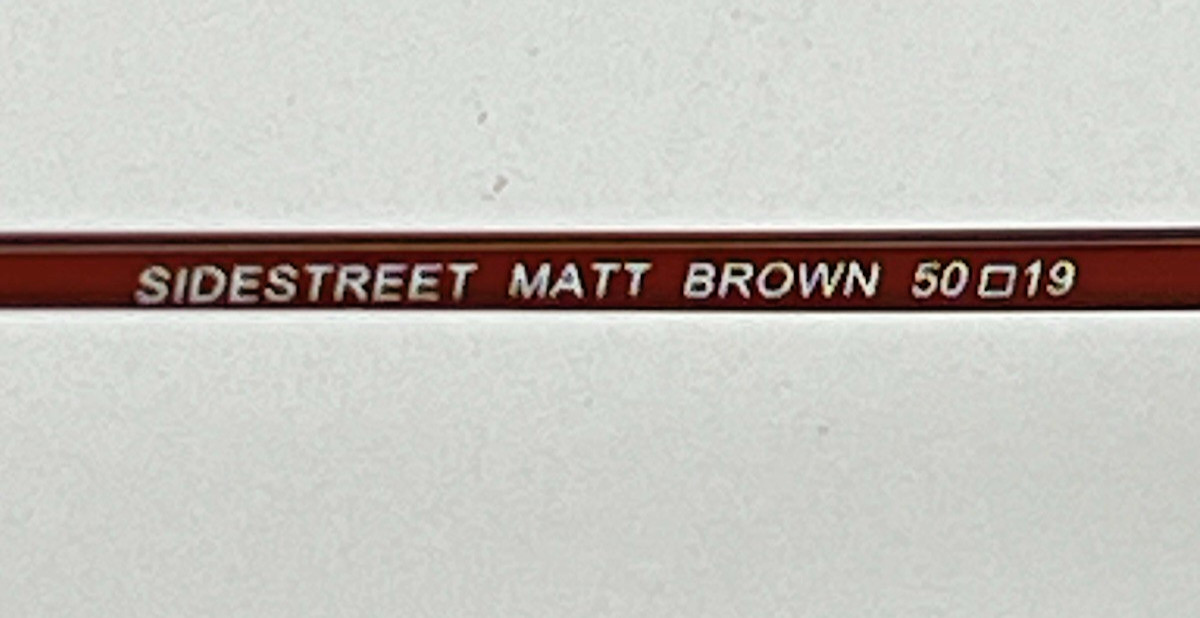 SIDESTREET MATT BROWN 50□19